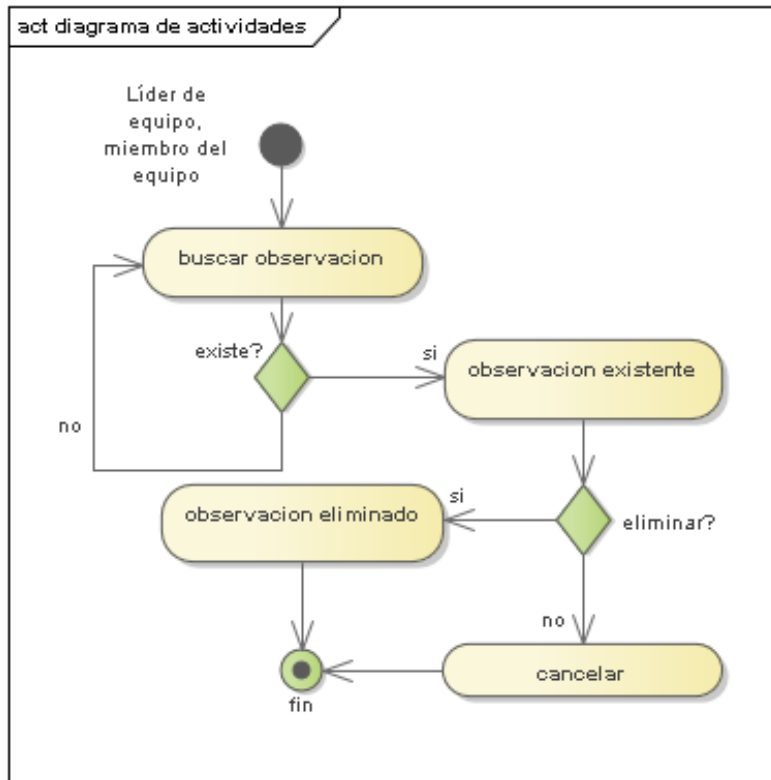 act diagrama de actividades
Líder de
equipo,
miembro del
equipo
buscar observacion
existe?
si
observacion existente
no
observacion eliminado
si
eliminar?
no
cancelar
fin